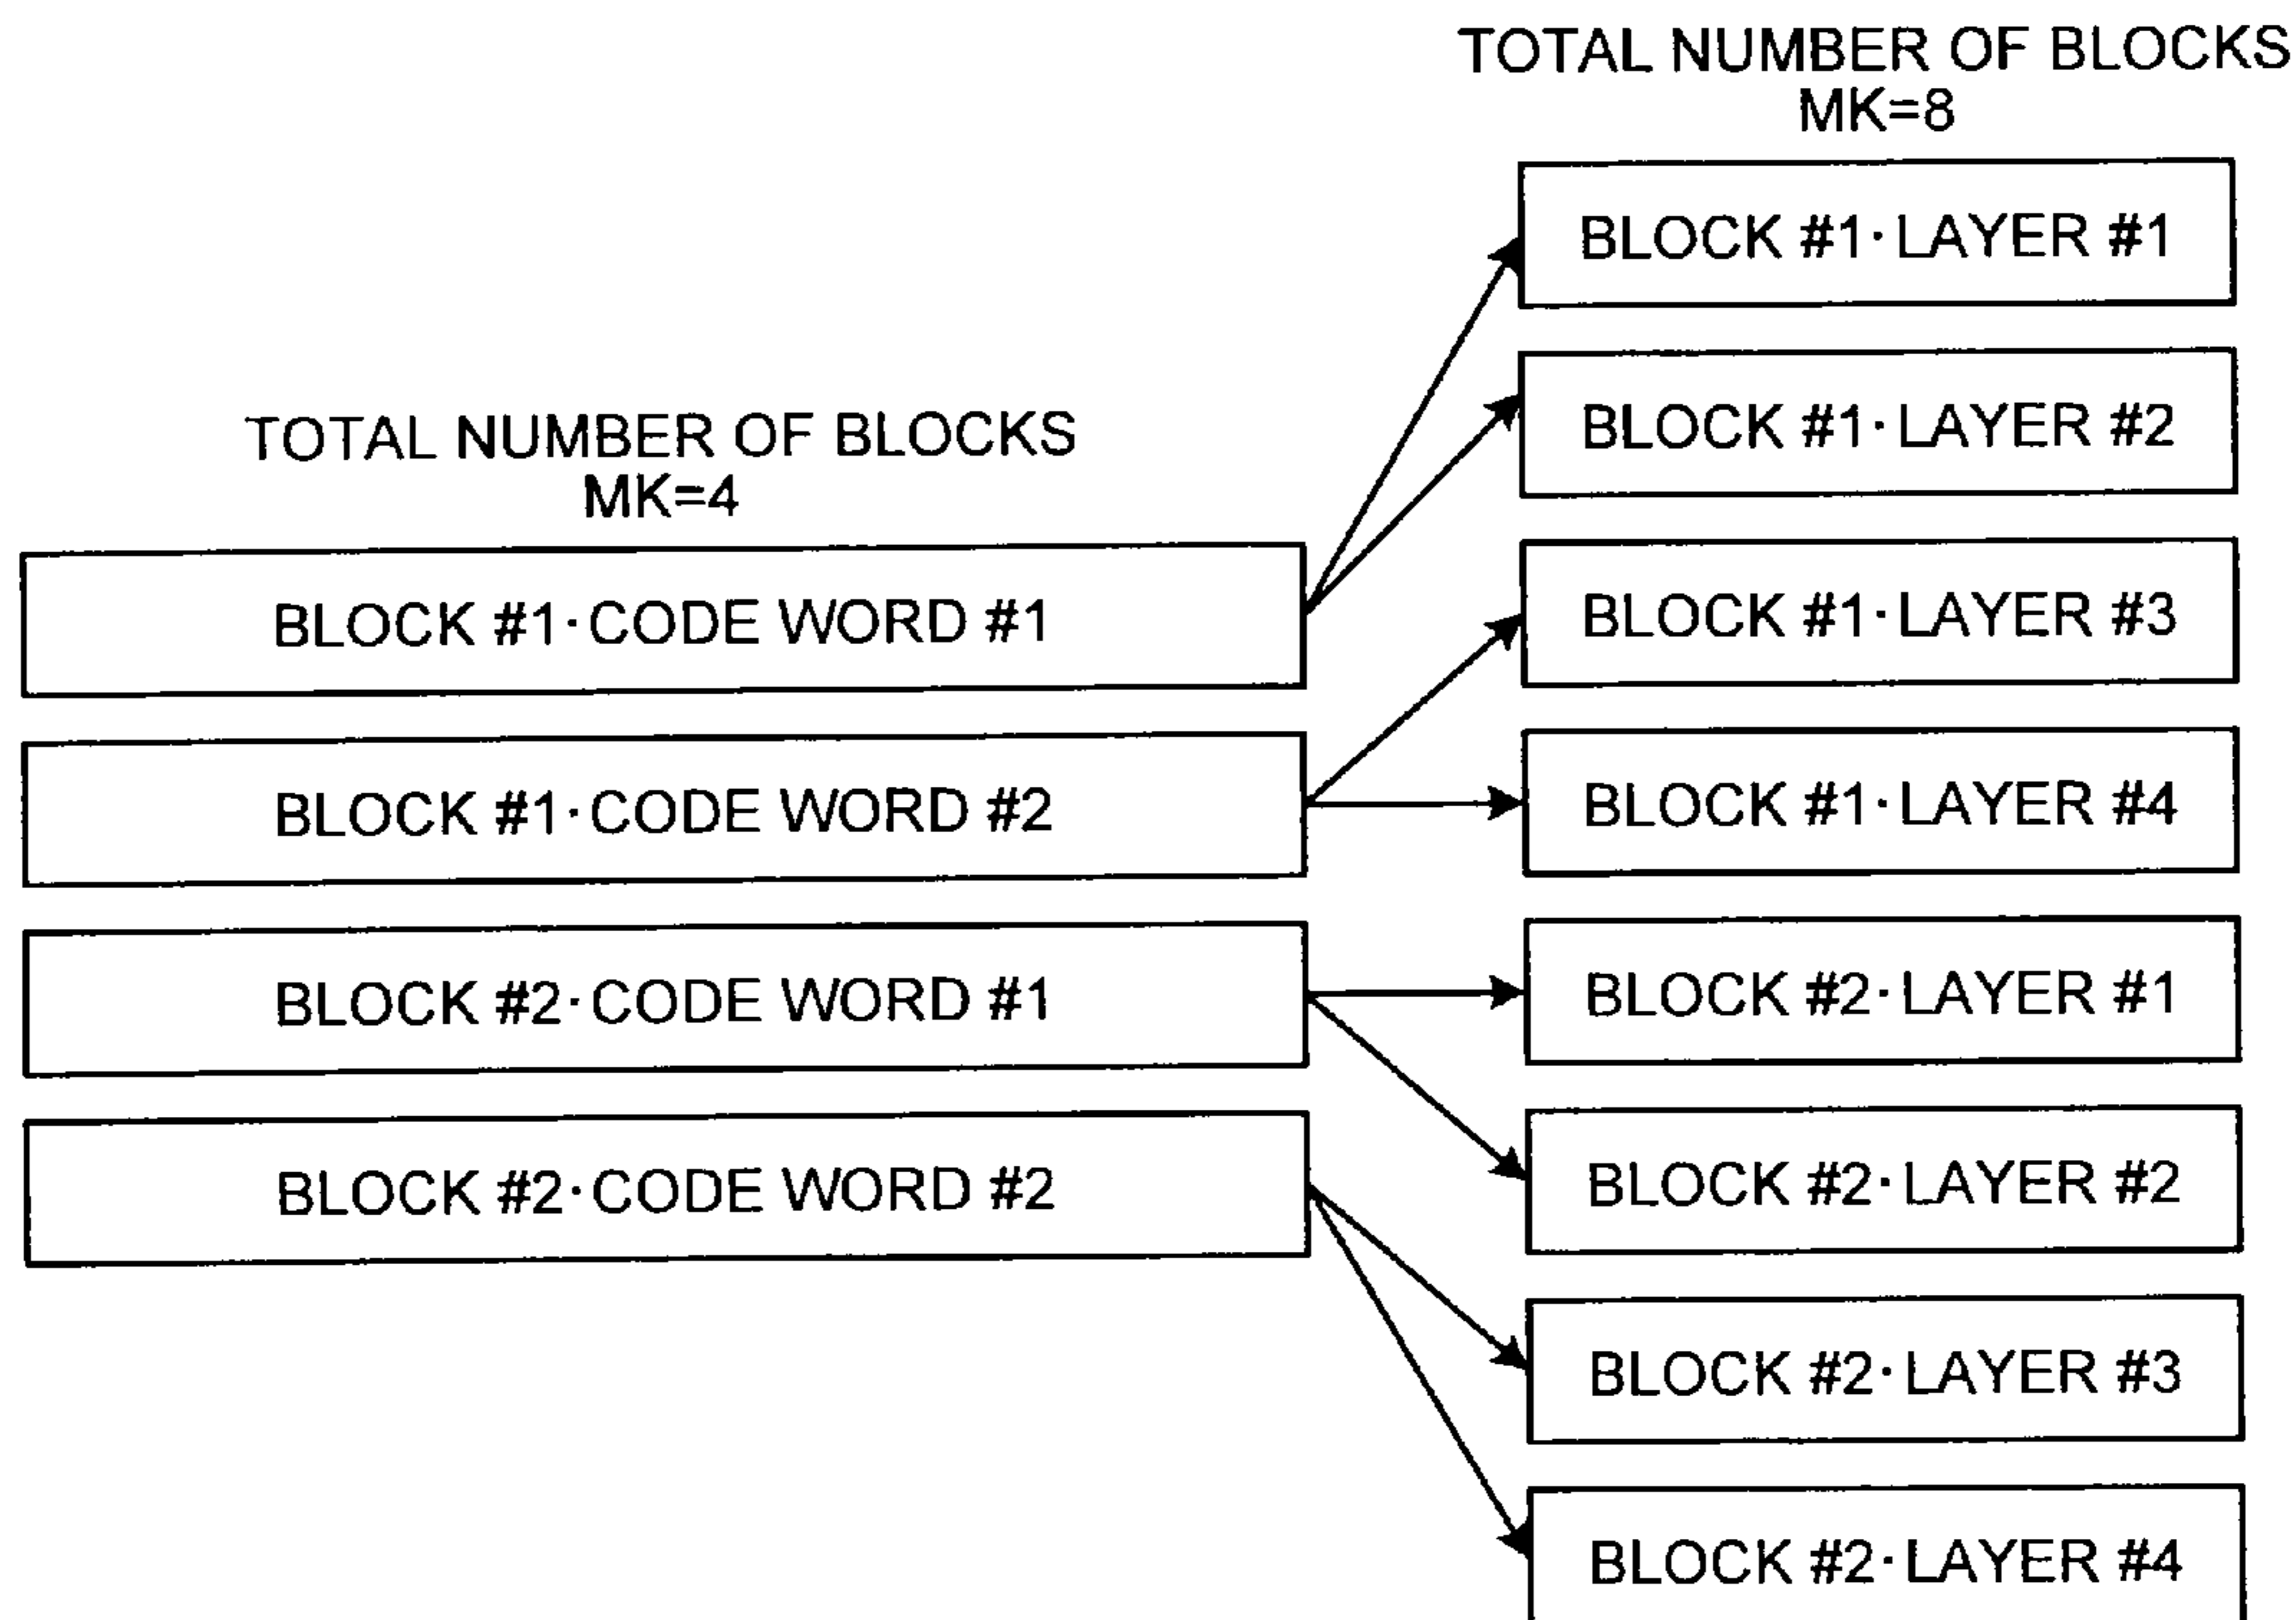 TOTAL NUMBER OF BLOCKS
MK=4
BLOCK #1·CODE WORD #1
BLOCK #1·CODE WORD #2
BLOCK #2·CODE WORD #1
BLOCK #2·CODE WORD #2
TOTAL NUMBER OF BLOCKS
MK=8
BLOCK #1·LAYER #1
BLOCK #1·LAYER #2
BLOCK #1·LAYER #3
BLOCK #1·LAYER #4
BLOCK #2·LAYER #1
BLOCK #2·LAYER #2
BLOCK #2·LAYER #3
BLOCK #2·LAYER #4